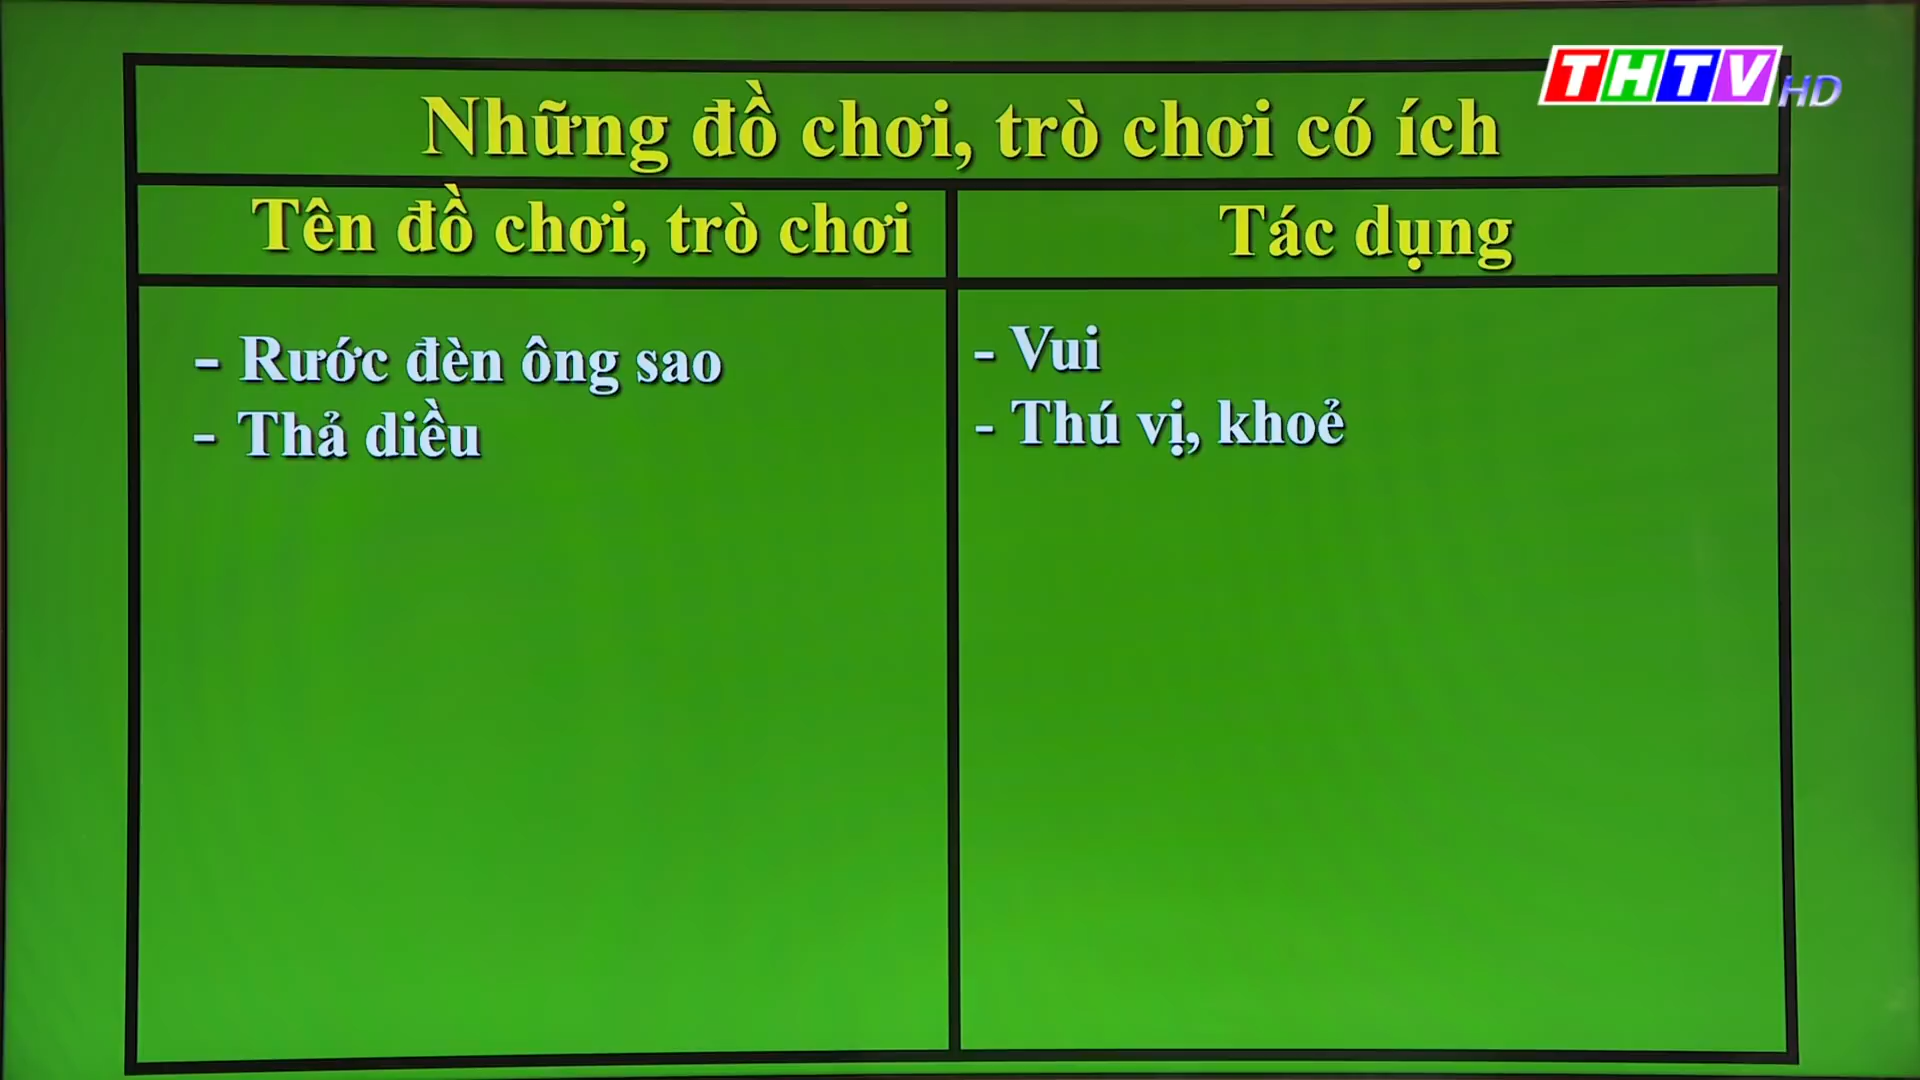 THTV HD
Những đồ chơi, trò chơi có ích
Tên đồ chơi, trò chơi
Tác dụng
- Rước đèn ông sao
- Thả diều
- Vui
- Thú vị, khoẻ